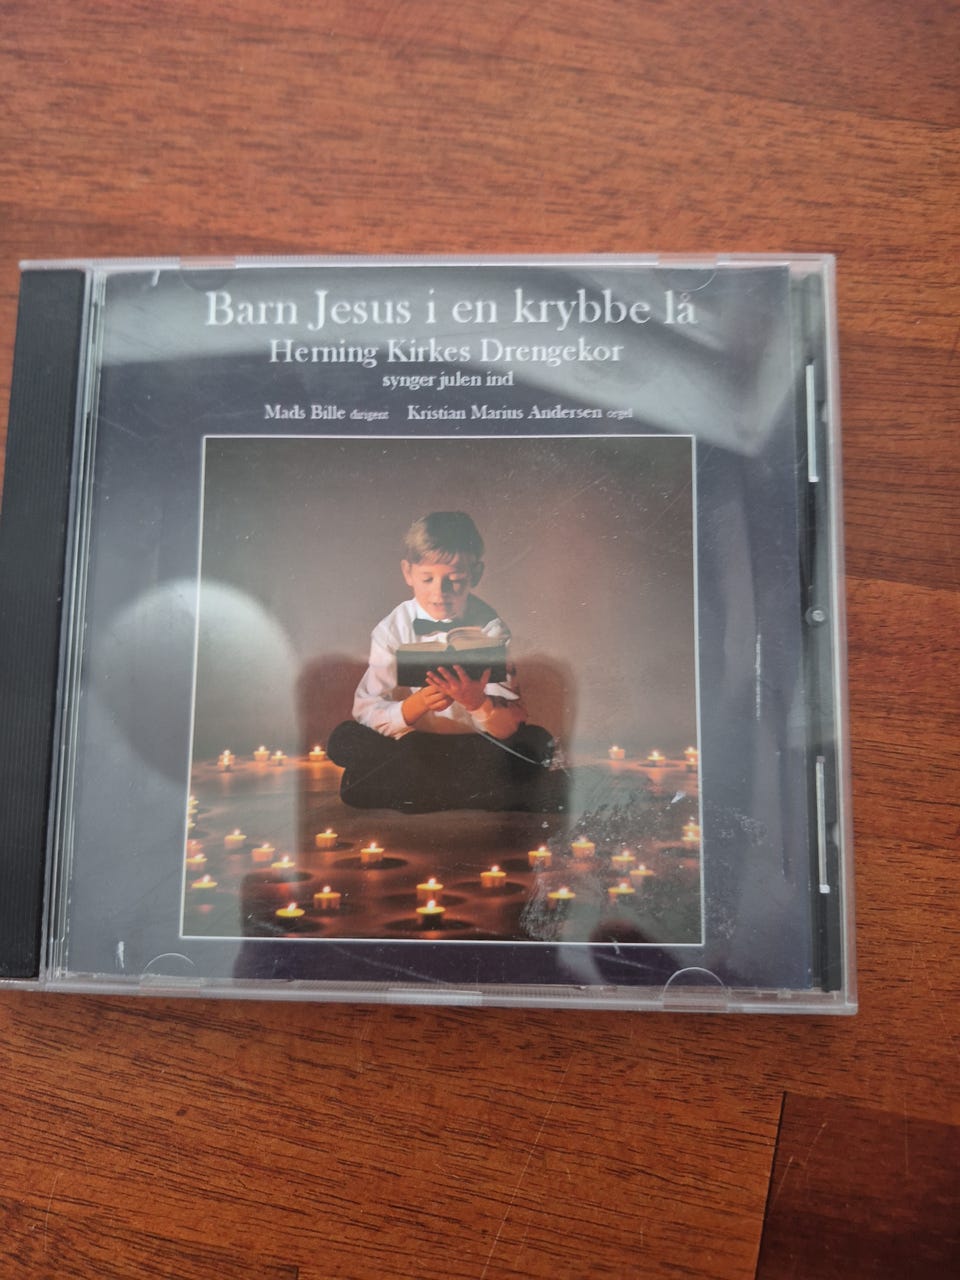 Barn Jesus i en krybbe lå
Herning Kirkes Drengekor
synger julen ind
Mads Bille dirigent Kristian Marius Andersen orgel